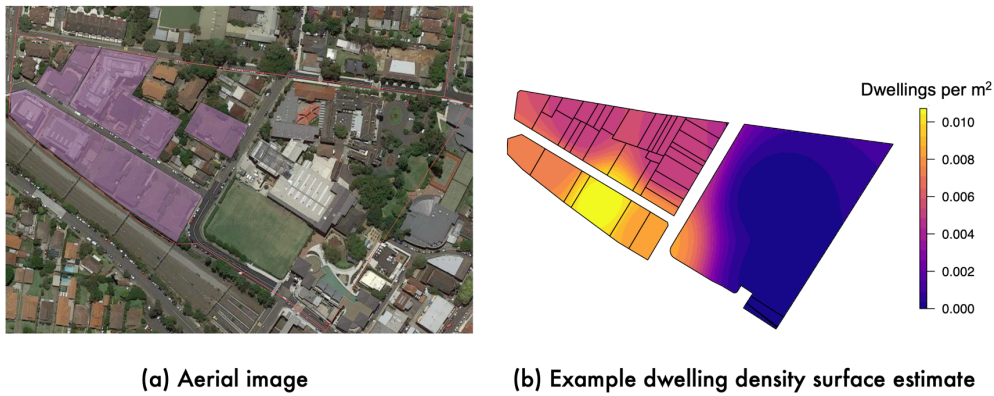 Dwellings per m²
0.010
0.008
0.006
0.004
0.002
0.000
(a) Aerial image
(b) Example dwelling density surface estimate